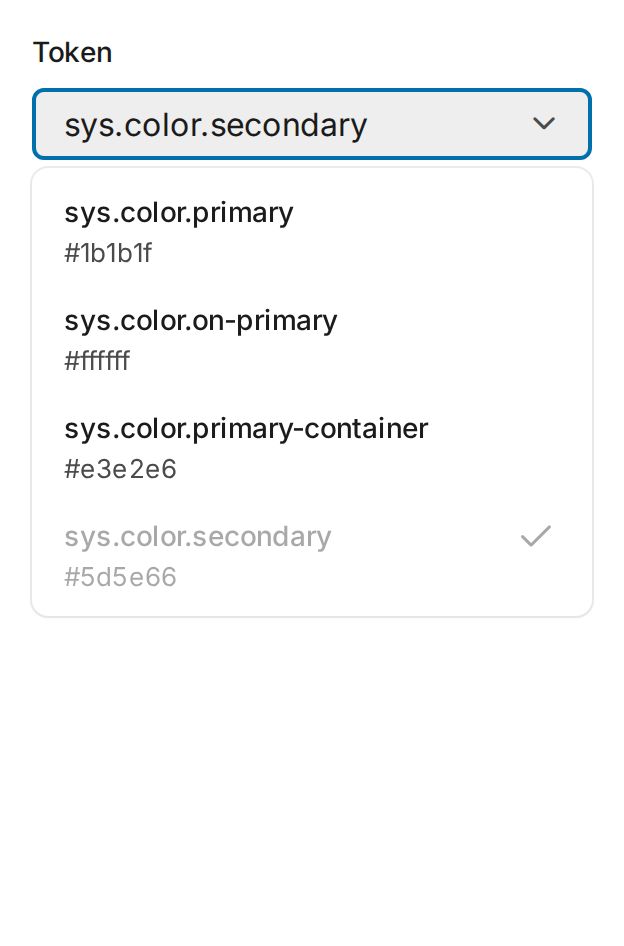 Token
sys.color.secondary
sys.color.primary
#1b1b1f
sys.color.on-primary
#ffffff
sys.color.primary-container
#e3e2e6
sys.color.secondary
#5d5e66